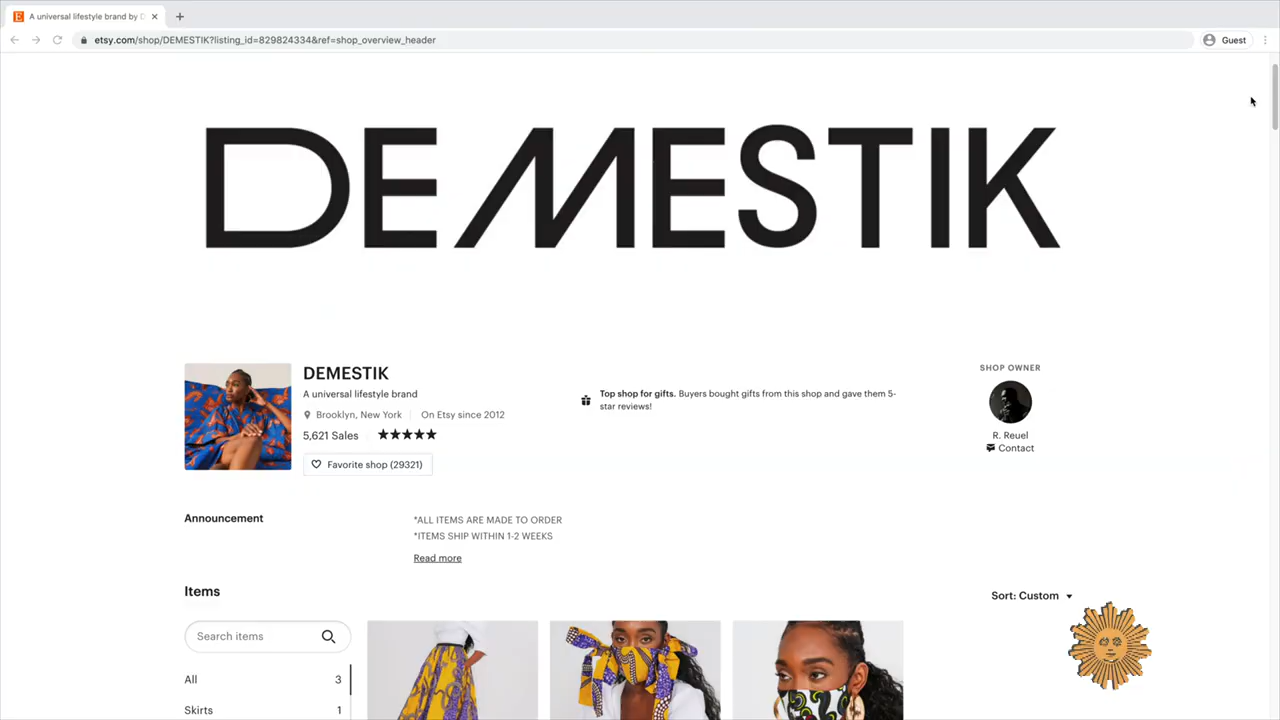 A universal lifestyle brand by D
etsy.com/shop/DEMESTIK?listing_id=829824334&ref=shop_overview_header
Guest
DEMESTIK
DEMESTIK
A universal lifestyle brand
Brooklyn, New York
On Etsy since 2012
5,621 Sales
Favorite shop (29321)
Top shop for gifts. Buyers bought gifts from this shop and gave them 5-
star reviews!
SHOP OWNER
R. Reuel
Contact
Announcement
*ALL ITEMS ARE MADE TO ORDER
*ITEMS SHIP WITHIN 1-2 WEEKS
Read more
Items
Sort: Custom
Search items
All 3
Skirts 1